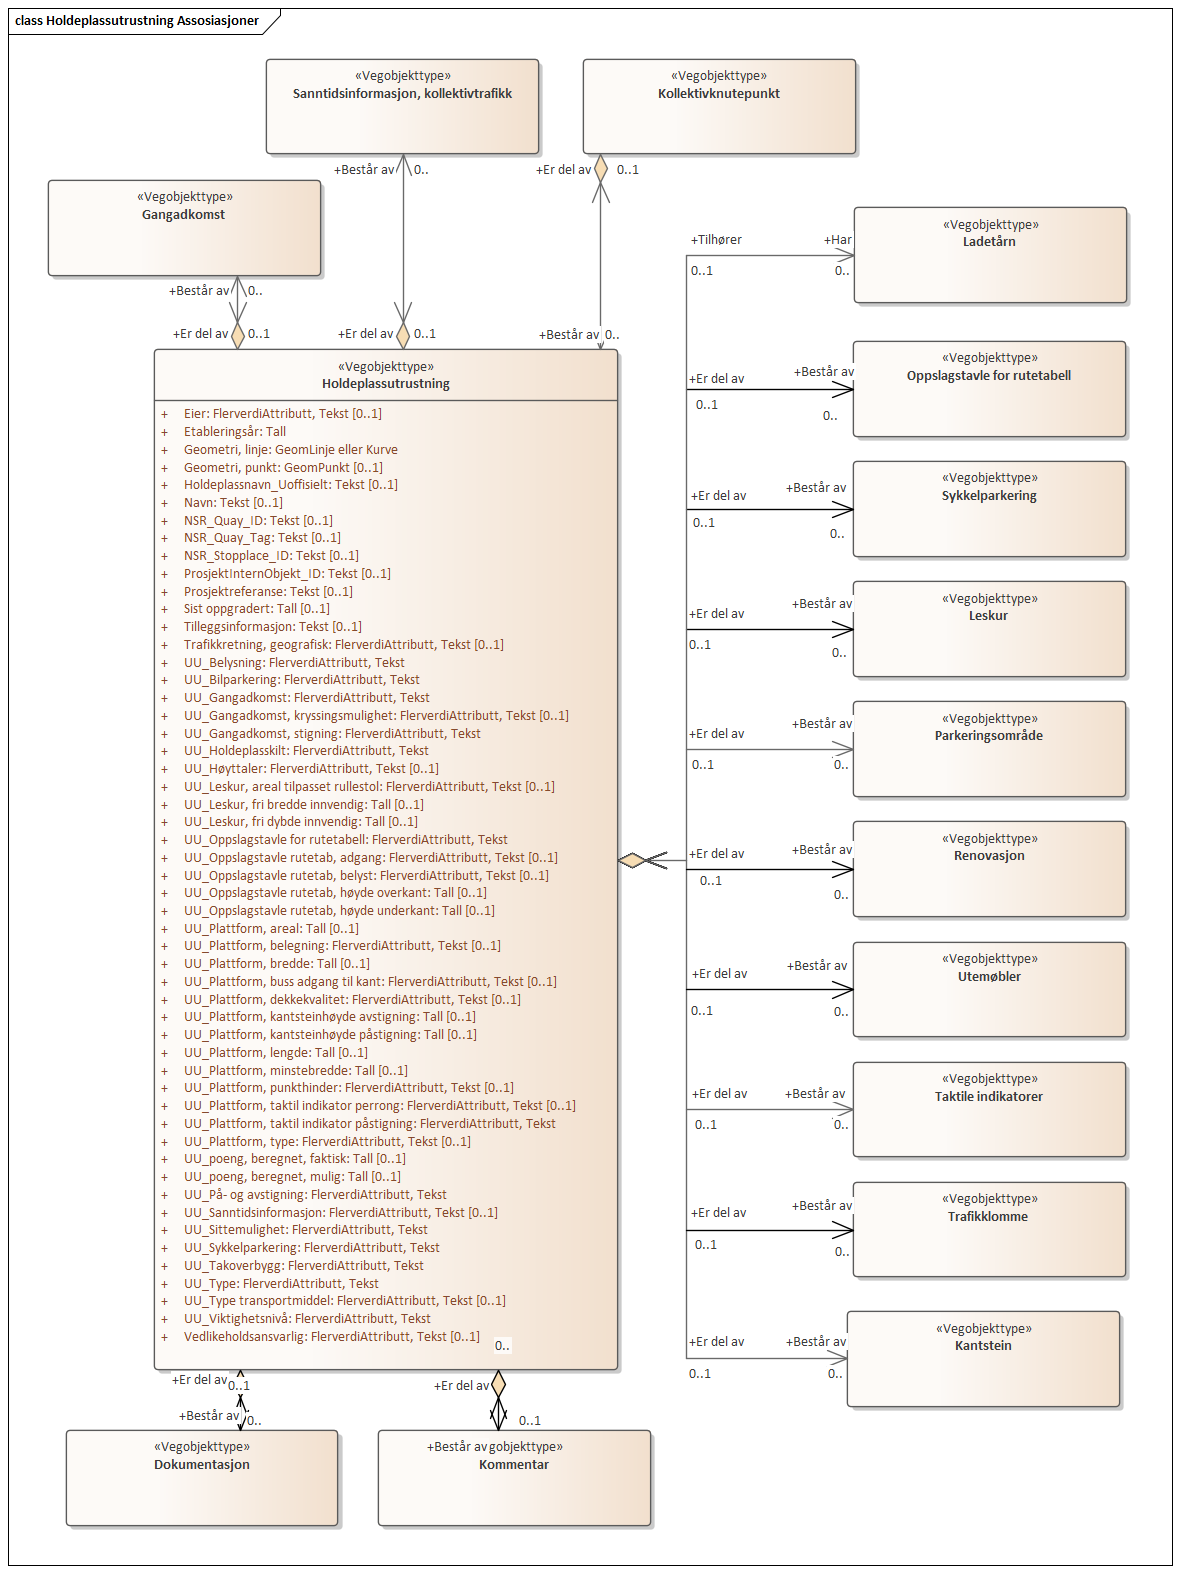 class Holdeplassutrustning Assosiasjoner
«Vegobjekttype»
Sanntidsinformasjon, kollektivtrafikk
«Vegobjekttype»
Kollektivknutepunkt
+Består av
0..
+Er del av
0..1
«Vegobjekttype»
Gangadkomst
+Består av
0..
+Er del av
0..1
+Er del av
0..1
+Består av
0..
«Vegobjekttype»
Holdeplassutrustning
+ Eier: FlerverdiAttributt, Tekst [0..1]
+ Etableringsår: Tall
+ Geometri, linje: GeomLinje eller Kurve
+ Geometri, punkt: GeomPunkt [0..1]
+ Holdeplassnavn_Uoffisielt: Tekst [0..1]
+ Navn: Tekst [0..1]
+ NSR_Quay_ID: Tekst [0..1]
+ NSR_Quay_Tag: Tekst [0..1]
+ NSR_Stopplace_ID: Tekst [0..1]
+ ProsjektInternObjekt_ID: Tekst [0..1]
+ Prosjektreferanse: Tekst [0..1]
+ Sist oppgradert: Tall [0..1]
+ Tilleggsinformasjon: Tekst [0..1]
+ Trafikkretning, geografisk: FlerverdiAttributt, Tekst [0..1]
+ UU_Belysning: FlerverdiAttributt, Tekst
+ UU_Bilparkering: FlerverdiAttributt, Tekst
+ UU_Gangadkomst: FlerverdiAttributt, Tekst
+ UU_Gangadkomst, kryssingsmulighet: FlerverdiAttributt, Tekst [0..1]
+ UU_Gangadkomst, stigning: FlerverdiAttributt, Tekst
+ UU_Holdeplasskilt: FlerverdiAttributt, Tekst
+ UU_Høyttaler: FlerverdiAttributt, Tekst [0..1]
+ UU_Leskur, areal tilpasset rullestol: FlerverdiAttributt, Tekst [0..1]
+ UU_Leskur, fri bredde innvendig: Tall [0..1]
+ UU_Leskur, fri dybde innvendig: Tall [0..1]
+ UU_Oppslagstavle for rutetabell: FlerverdiAttributt, Tekst
+ UU_Oppslagstavle rutetab, adgang: FlerverdiAttributt, Tekst [0..1]
+ UU_Oppslagstavle rutetab, belyst: FlerverdiAttributt, Tekst [0..1]
+ UU_Oppslagstavle rutetab, høyde overkant: Tall [0..1]
+ UU_Oppslagstavle rutetab, høyde underkant: Tall [0..1]
+ UU_Plattform, areal: Tall [0..1]
+ UU_Plattform, belegning: FlerverdiAttributt, Tekst [0..1]
+ UU_Plattform, bredde: Tall [0..1]
+ UU_Plattform, buss adgang til kant: FlerverdiAttributt, Tekst [0..1]
+ UU_Plattform, dekkekvalitet: FlerverdiAttributt, Tekst [0..1]
+ UU_Plattform, kantsteinhøyde avstigning: Tall [0..1]
+ UU_Plattform, kantsteinhøyde påstigning: Tall [0..1]
+ UU_Plattform, lengde: Tall [0..1]
+ UU_Plattform, minstebredde: Tall [0..1]
+ UU_Plattform, punkthinder: FlerverdiAttributt, Tekst [0..1]
+ UU_Plattform, taktil indikator perrong: FlerverdiAttributt, Tekst [0..1]
+ UU_Plattform, taktil indikator påstigning: FlerverdiAttributt, Tekst
+ UU_Plattform, type: FlerverdiAttributt, Tekst [0..1]
+ UU_poeng, beregnet, faktisk: Tall [0..1]
+ UU_poeng, beregnet, mulig: Tall [0..1]
+ UU_På- og avstigning: FlerverdiAttributt, Tekst
+ UU_Sanntidsinformasjon: FlerverdiAttributt, Tekst [0..1]
+ UU_Sittemulighet: FlerverdiAttributt, Tekst
+ UU_Sykkelparkering: FlerverdiAttributt, Tekst
+ UU_Takoverbygg: FlerverdiAttributt, Tekst
+ UU_Type: FlerverdiAttributt, Tekst
+ UU_Type transportmiddel: FlerverdiAttributt, Tekst [0..1]
+ UU_Viktighetsnivå: FlerverdiAttributt, Tekst
+ Vedlikeholdsansvarlig: FlerverdiAttributt, Tekst [0..1]
0..
+Tilhører
0..1
+Har
0..
«Vegobjekttype»
Ladetårn
+Er del av
0..1
+Består av
0..
«Vegobjekttype»
Oppslagstavle for rutetabell
+Er del av
0..1
+Består av
0..
«Vegobjekttype»
Sykkelparkering
+Er del av
0..1
+Består av
0..
«Vegobjekttype»
Leskur
+Er del av
0..1
+Består av
0..
«Vegobjekttype»
Parkeringsområde
+Er del av
0..1
+Består av
0..
«Vegobjekttype»
Renovasjon
+Er del av
0..1
+Består av
0..
«Vegobjekttype»
Utemøbler
+Er del av
0..1
+Består av
0..
«Vegobjekttype»
Taktile indikatorer
+Er del av
0..1
+Består av
0..
«Vegobjekttype»
Trafikklomme
+Er del av
0..1
+Består av
0..
«Vegobjekttype»
Kantstein
+Er del av
0..1
+Består av
0..
«Vegobjekttype»
Dokumentasjon
+Er del av
0..1
+Består av gobjekttype»
Kommentar